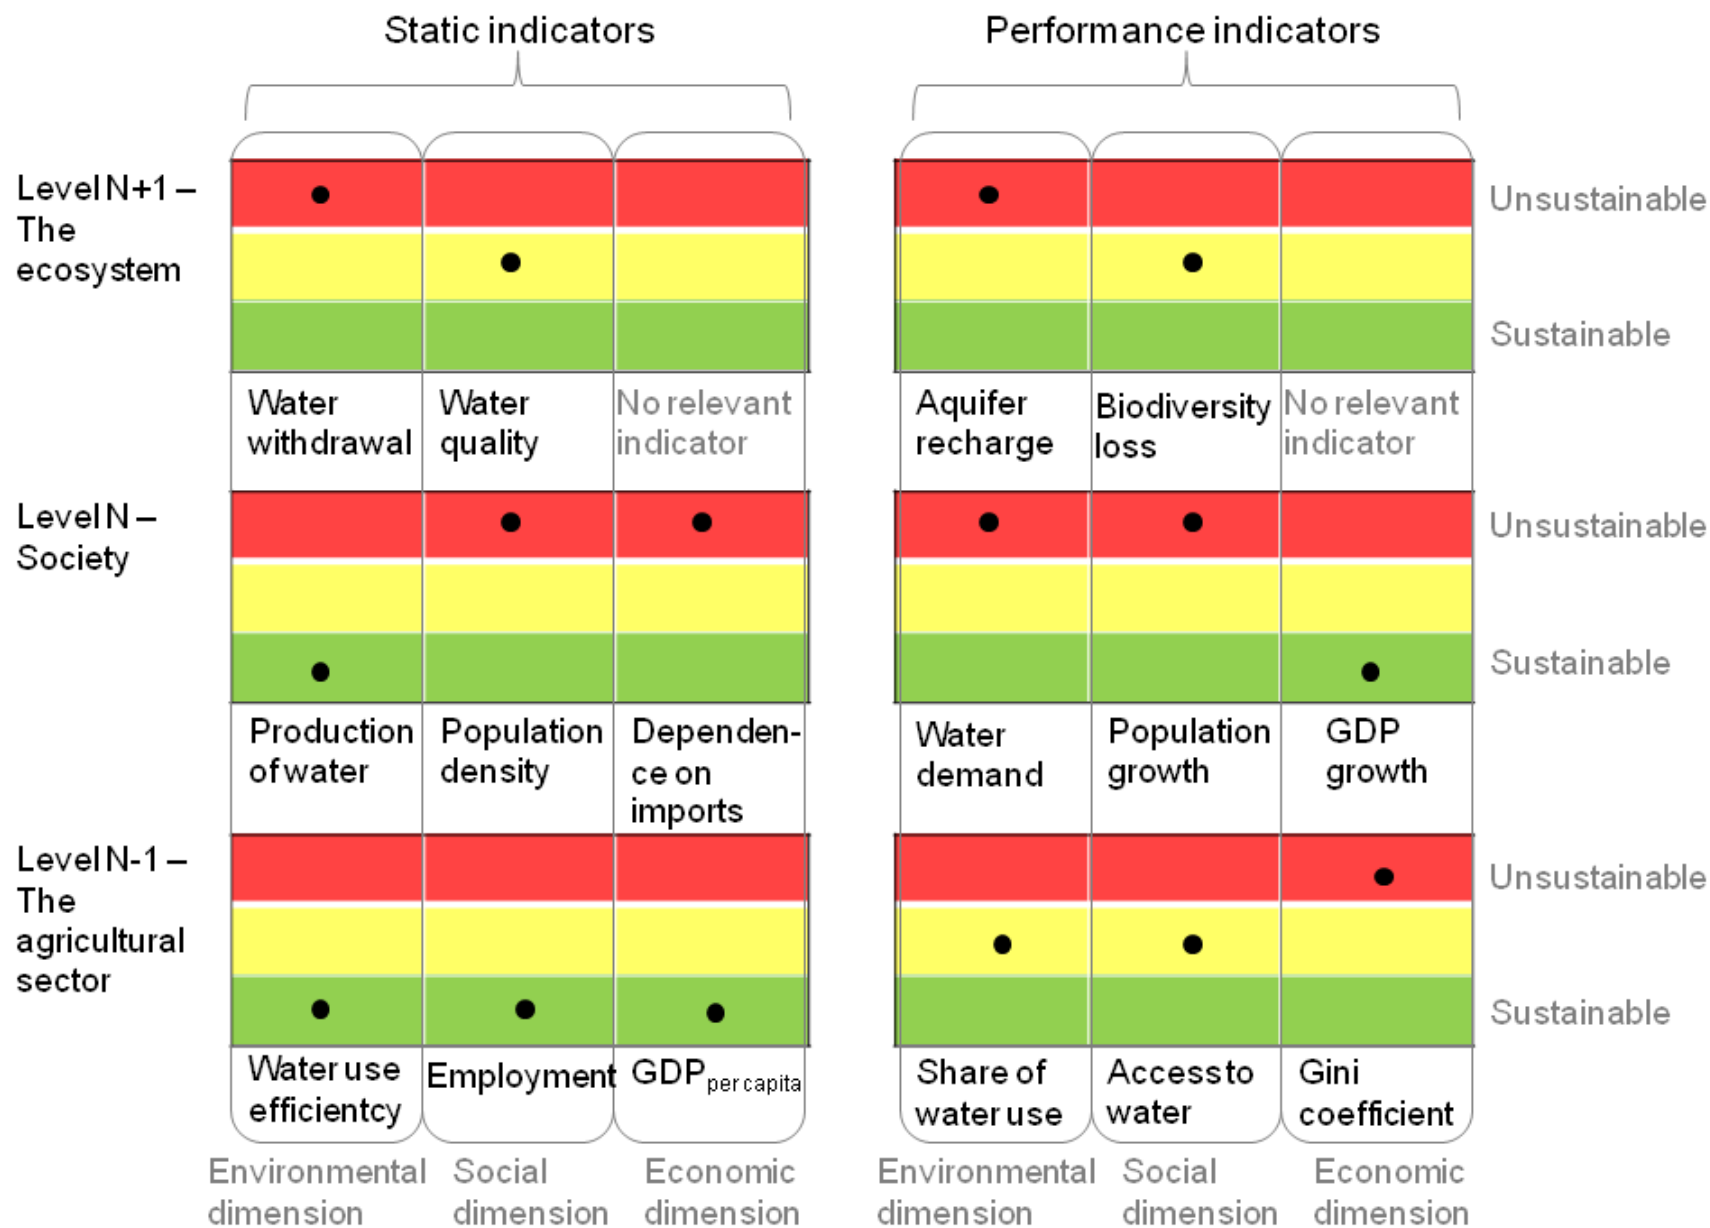 Static indicators
Performance indicators
Level N+1 –
The
ecosystem
Unsustainable
Sustainable
Water
withdrawal
Water
quality
No relevant
indicator
Aquifer
recharge
Biodiversity
loss
No relevant
indicator
Level N –
Society
Unsustainable
Sustainable
Production
of water
Population
density
Dependen-
ce on
imports
Water
demand
Population
growth
GDP
growth
Level N-1 –
The
agricultural
sector
Unsustainable
Sustainable
Water use
efficientcy
Employment
GDP per capita
Share of
water use
Access to
water
Gini
coefficient
Environmental
dimension
Social
dimension
Economic
dimension
Environmental
dimension
Social
dimension
Economic
dimension